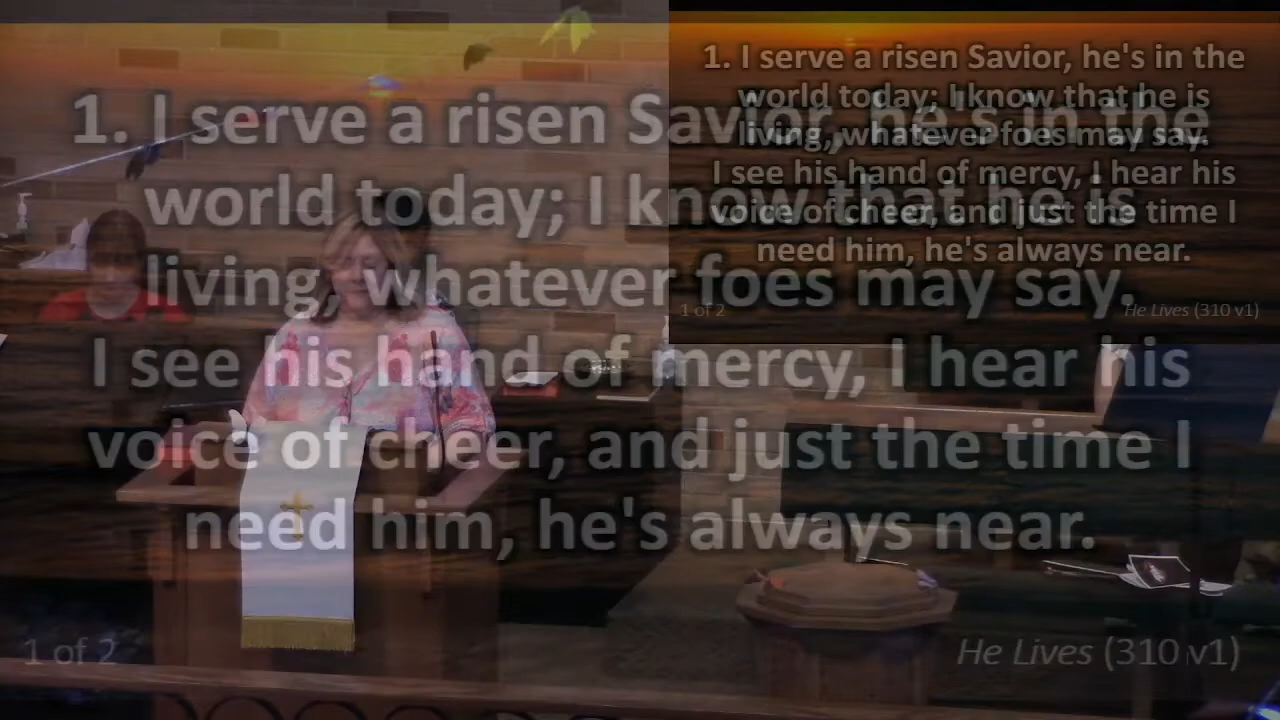 1. I serve a risen Savior, he's in the
world today; I know that he is
living, whatever foes may say.
I see his hand of mercy, I hear his
voice of cheer, and just the time I
need him, he's always near.
1 of 2
He Lives (310 v1)
1. I serve a risen Savior, he's in the
world today; I know that he is
living, whatever foes may say.
I see his hand of mercy, I hear his
voice of cheer, and just the time I
need him, he's always near.
1 of 2
He Lives (310 v1)